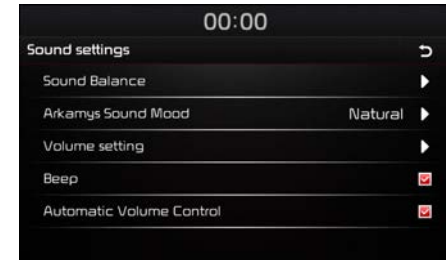 00:00
Sound settings
Sound Balance
Arkamys Sound Mood Natural
Volume setting
Beep
Automatic Volume Control